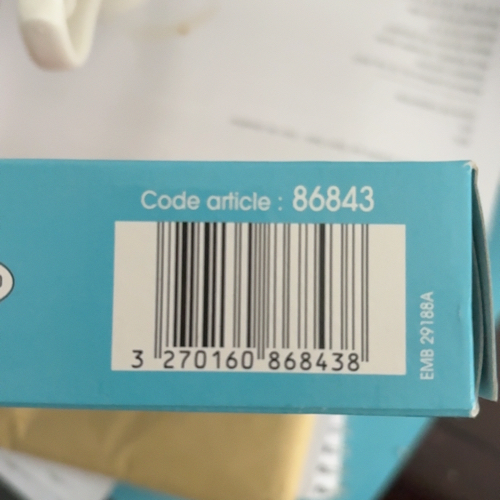 Code article : 86843
3 270160 868438
EMB 29188A